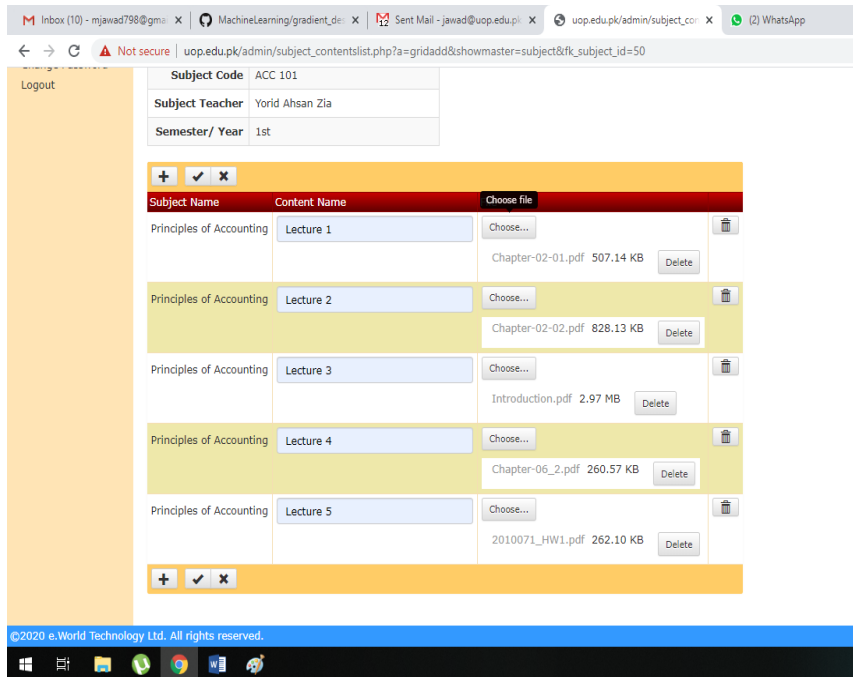 Inbox (10) - mjawad798@gma
MachineLearning/gradient_des
Sent Mail - jawad@uop.edu.pk
uop.edu.pk/admin/subject_con
(2) WhatsApp
Not secure | uop.edu.pk/admin/subject_contentslist.php?a=gridadd&showmaster=subject&fk_subject_id=50
Change Password
Logout
Subject Code ACC 101
Subject Teacher Yorid Ahsan Zia
Semester/ Year 1st
Choose file
Subject Name Content Name
Principles of Accounting Lecture 1 Choose...
Chapter-02-01.pdf 507.14 KB Delete
Principles of Accounting Lecture 2 Choose...
Chapter-02-02.pdf 828.13 KB Delete
Principles of Accounting Lecture 3 Choose...
Introduction.pdf 2.97 MB Delete
Principles of Accounting Lecture 4 Choose...
Chapter-06_2.pdf 260.57 KB Delete
Principles of Accounting Lecture 5 Choose...
2010071_HW1.pdf 262.10 KB Delete
©2020 e.World Technology Ltd. All rights reserved.